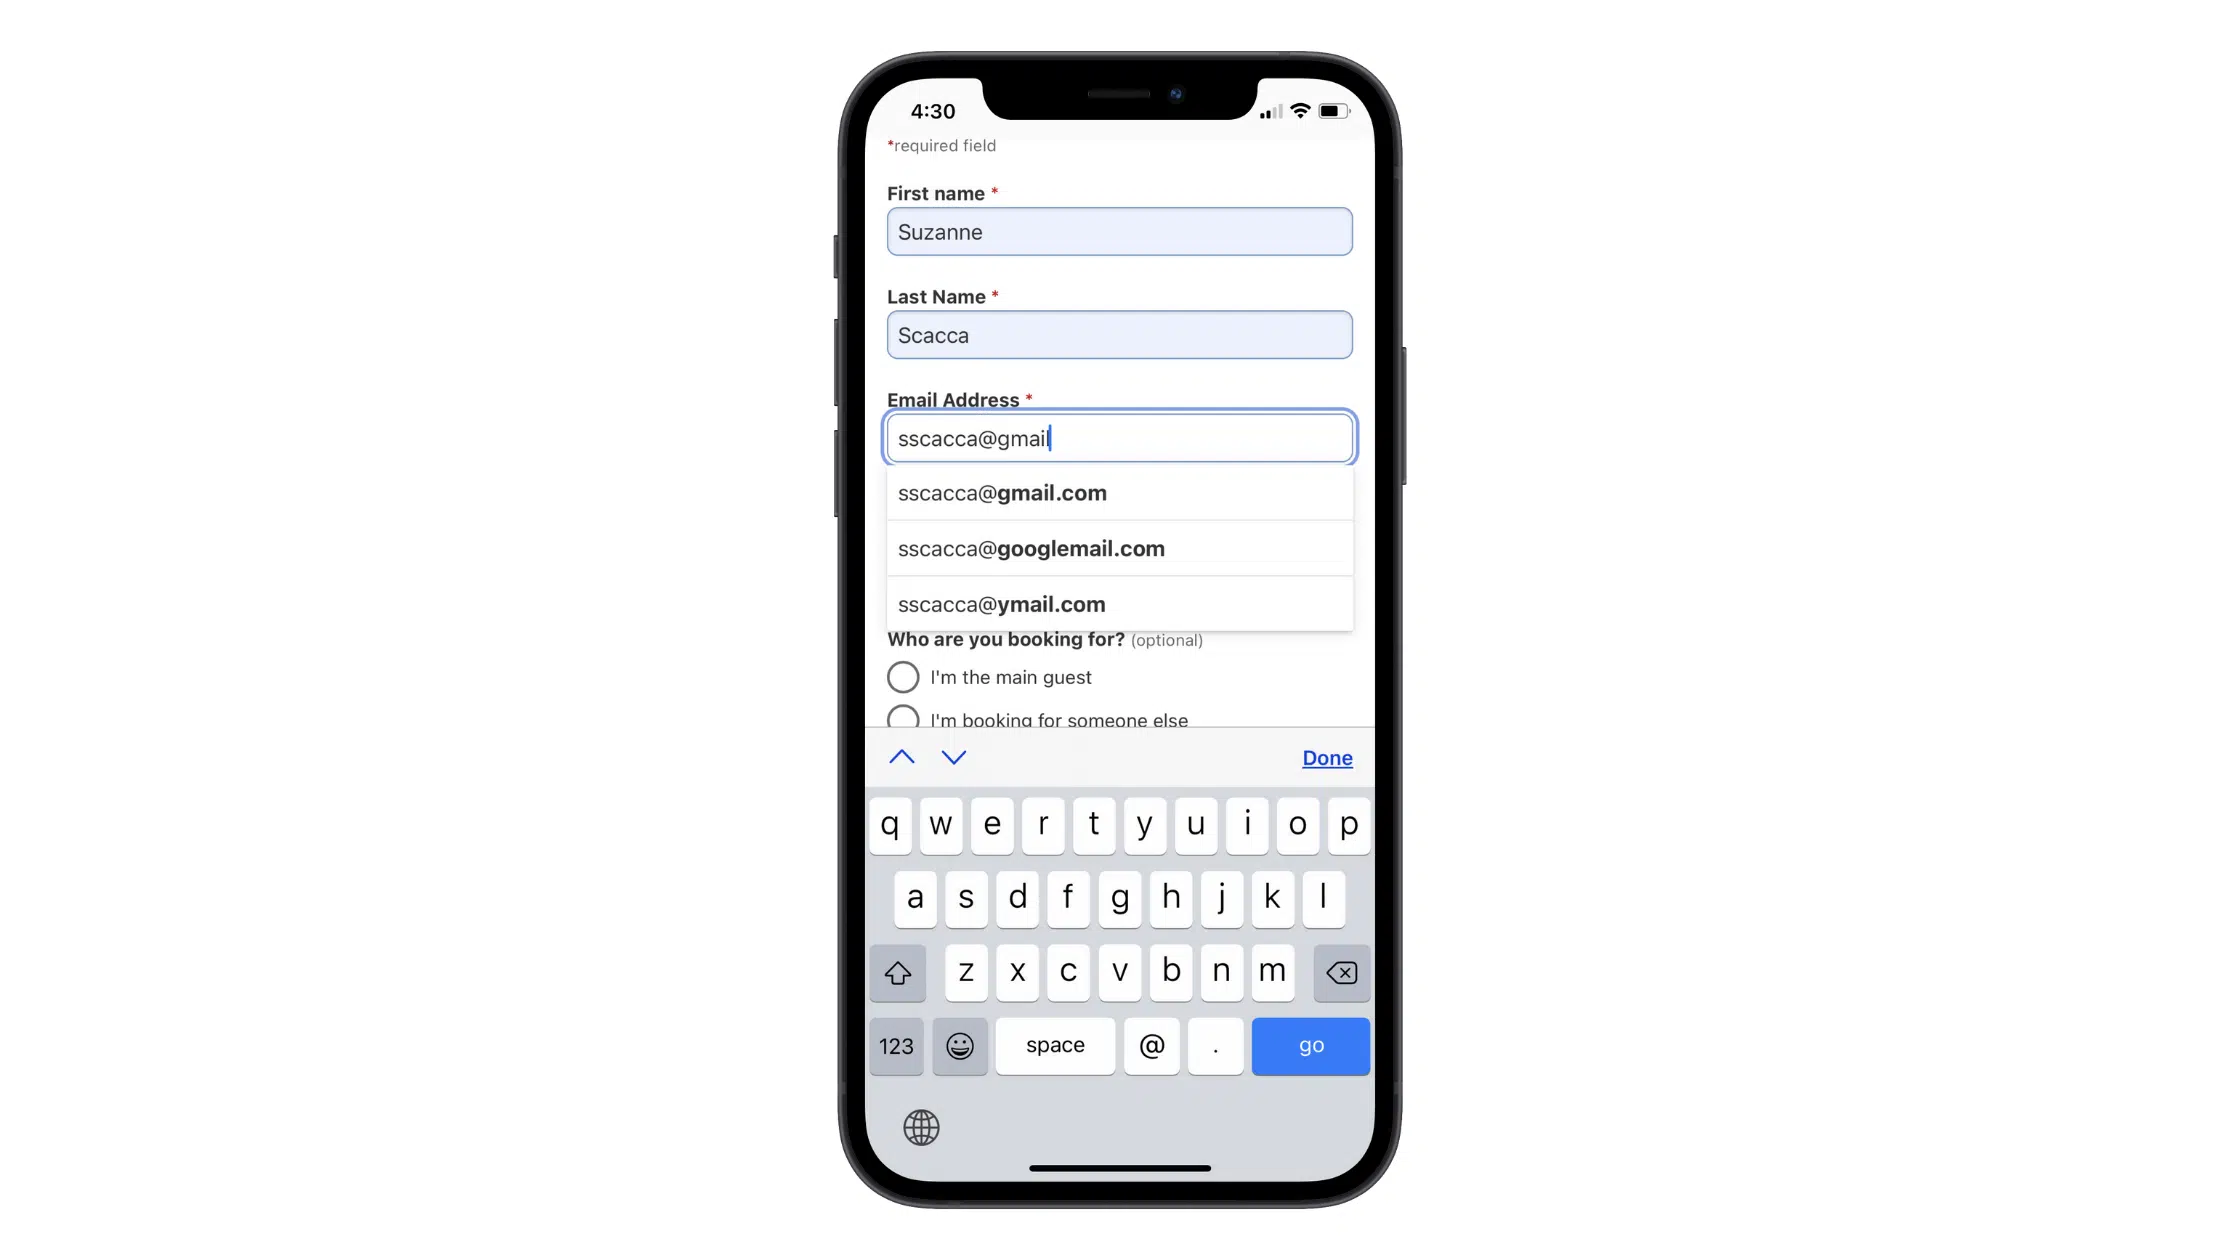 4:30
*required field
First name *
Suzanne
Last Name *
Scacca
Email Address *
sscacca@gmail
sscacca@gmail.com
sscacca@googlemail.com
sscacca@ymail.com
Who are you booking for? (optional)
I'm the main guest
I'm booking for someone else
Done
q w e r t y u i o p
a s d f g h j k l
z x c v b n m
123 space @ . go